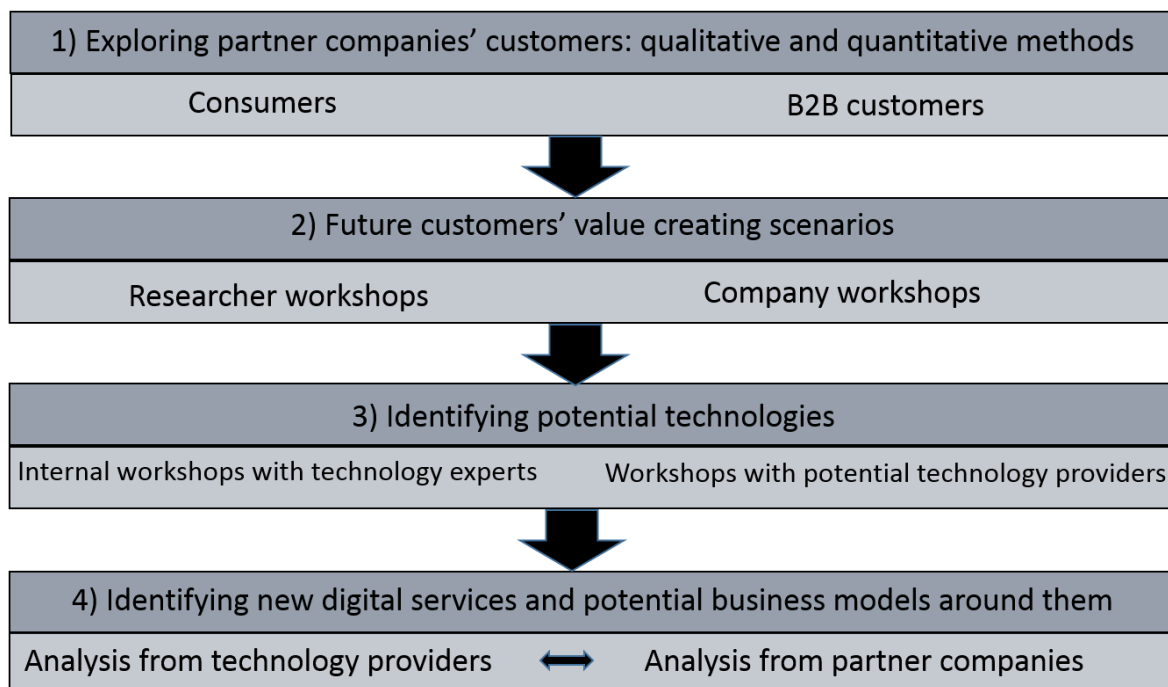 1) Exploring partner companies’ customers: qualitative and quantitative methods
Consumers
B2B customers
2) Future customers’ value creating scenarios
Researcher workshops
Company workshops
3) Identifying potential technologies
Internal workshops with technology experts
Workshops with potential technology providers
4) Identifying new digital services and potential business models around them
Analysis from technology providers
Analysis from partner companies